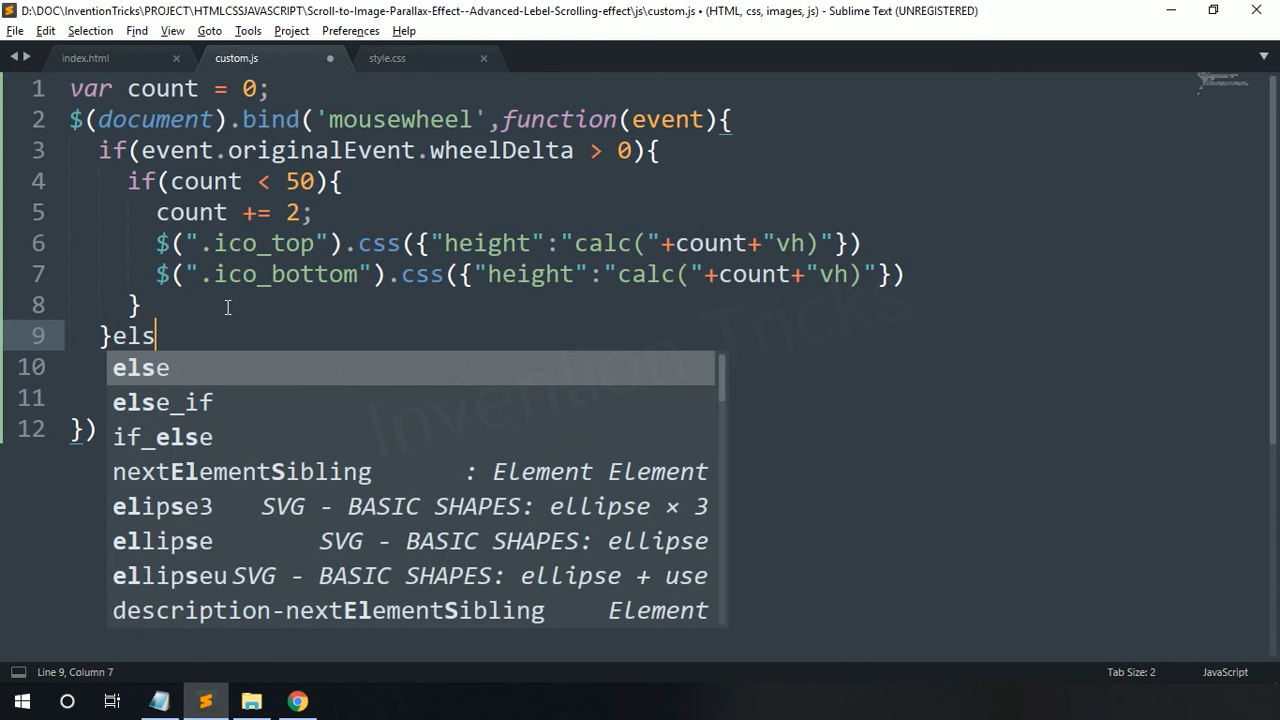 D:\DOC\InventionTricks\PROJECT\HTMLCSSJAVASCRIPT\Scroll-to-Image-Parallax-Effect--Advanced-Lebel-Scrolling-effect\js\custom.js • (HTML, css, images, js) - Sublime Text (UNREGISTERED)
File Edit Selection Find View Goto Tools Project Preferences Help
index.html custom.js style.css
1 var count = 0;
2 $(document).bind('mousewheel',function(event){
3 if(event.originalEvent.wheelDelta > 0){
4 if(count < 50){
5 count += 2;
6 $(".ico_top").css({"height":"calc("+count+"vh)"})
7 $(".ico_bottom").css({"height":"calc("+count+"vh)"})
8 }
9 }els
10 else
11 else_if
12 })
if_else
nextElementSibling : Element Element
elipse3 SVG - BASIC SHAPES: ellipse × 3
ellipse SVG - BASIC SHAPES: ellipse
ellipseu SVG - BASIC SHAPES: ellipse + use
description-nextElementSibling Element
Invention Tricks
Line 9, Column 7 Tab Size: 2 JavaScript